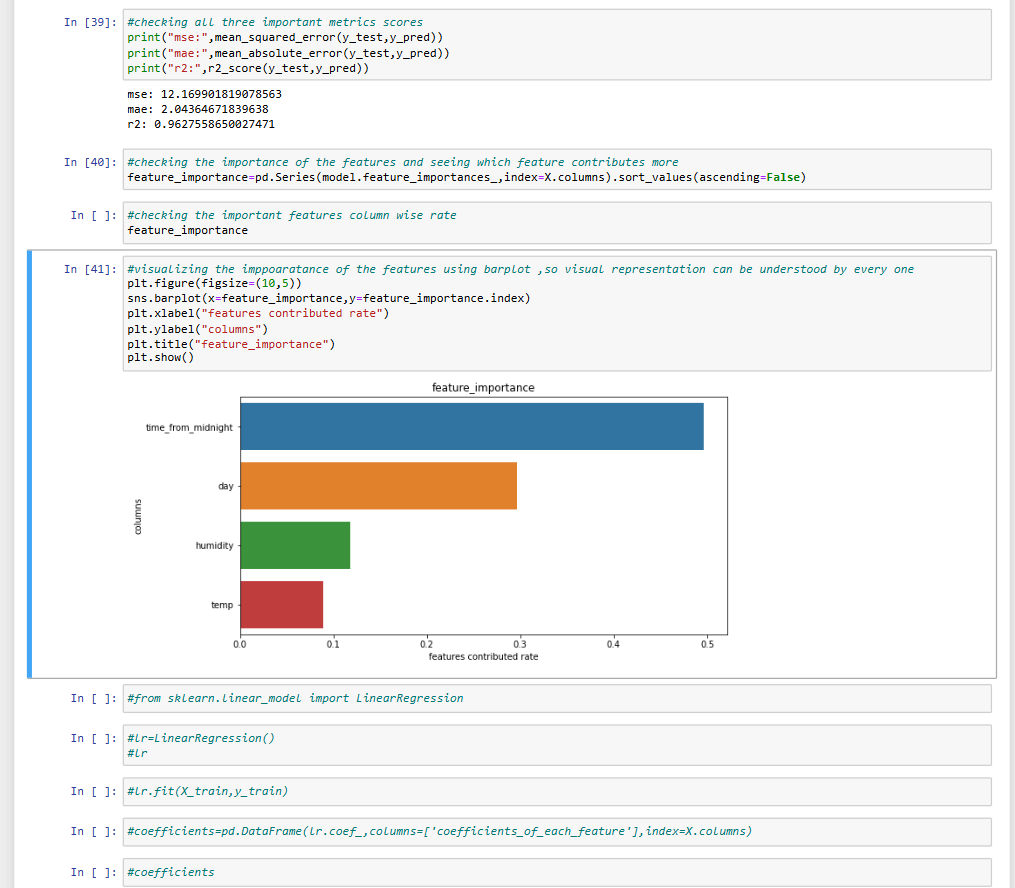 In [39]: #checking all three important metrics scores
print("mse:",mean_squared_error(y_test,y_pred))
print("mae:",mean_absolute_error(y_test,y_pred))
print("r2:",r2_score(y_test,y_pred))
mse: 12.169901819078563
mae: 2.04364671839638
r2: 0.9627558650027471
In [40]: #checking the importance of the features and seeing which feature contributes more
feature_importance=pd.Series(model.feature_importances_,index=X.columns).sort_values(ascending=False)
In [ ]: #checking the important features column wise rate
feature_importance
In [41]: #visualizing the imppoaratance of the features using barplot ,so visual representation can be understood by every one
plt.figure(figsize=(10,5))
sns.barplot(x=feature_importance,y=feature_importance.index)
plt.xlabel("features contributed rate")
plt.ylabel("columns")
plt.title("feature_importance")
plt.show()
feature_importance
time_from_midnight
day
columns
humidity
temp
0.0 0.1 0.2 0.3 0.4 0.5
features contributed rate
In [ ]: #from sklearn.linear_model import LinearRegression
In [ ]: #lr=LinearRegression()
#lr
In [ ]: #lr.fit(X_train,y_train)
In [ ]: #coefficients=pd.DataFrame(lr.coef_,columns=['coefficients_of_each_feature'],index=X.columns)
In [ ]: #coefficients